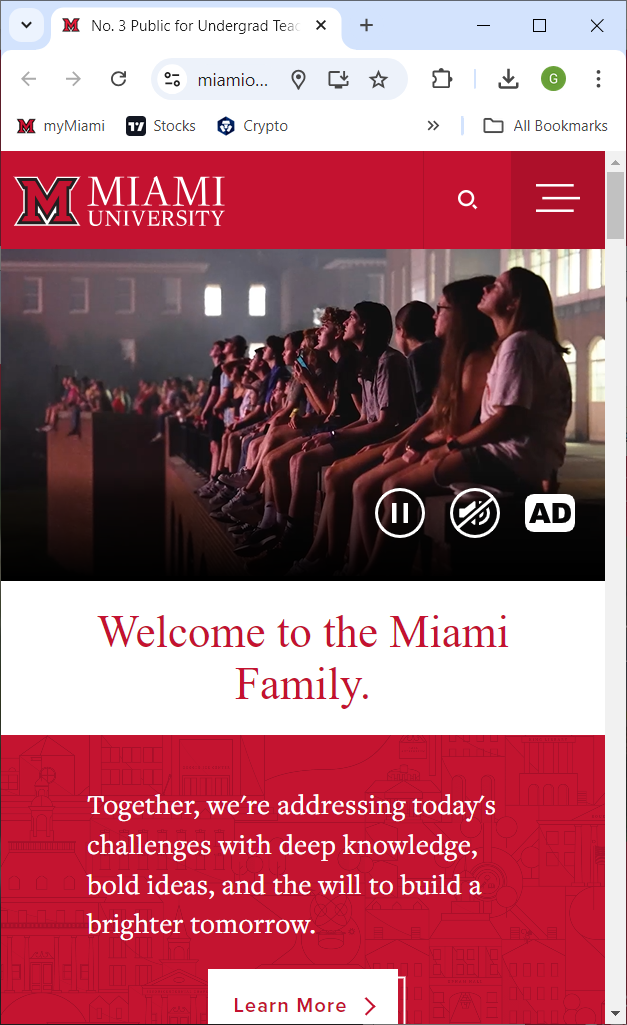 No. 3 Public for Undergrad Teac
miamio...
G
myMiami
Stocks
Crypto
All Bookmarks
M
MIAMI
UNIVERSITY
AD
Welcome to the Miami
Family.
Together, we're addressing today's
challenges with deep knowledge,
bold ideas, and the will to build a
brighter tomorrow.
Learn More